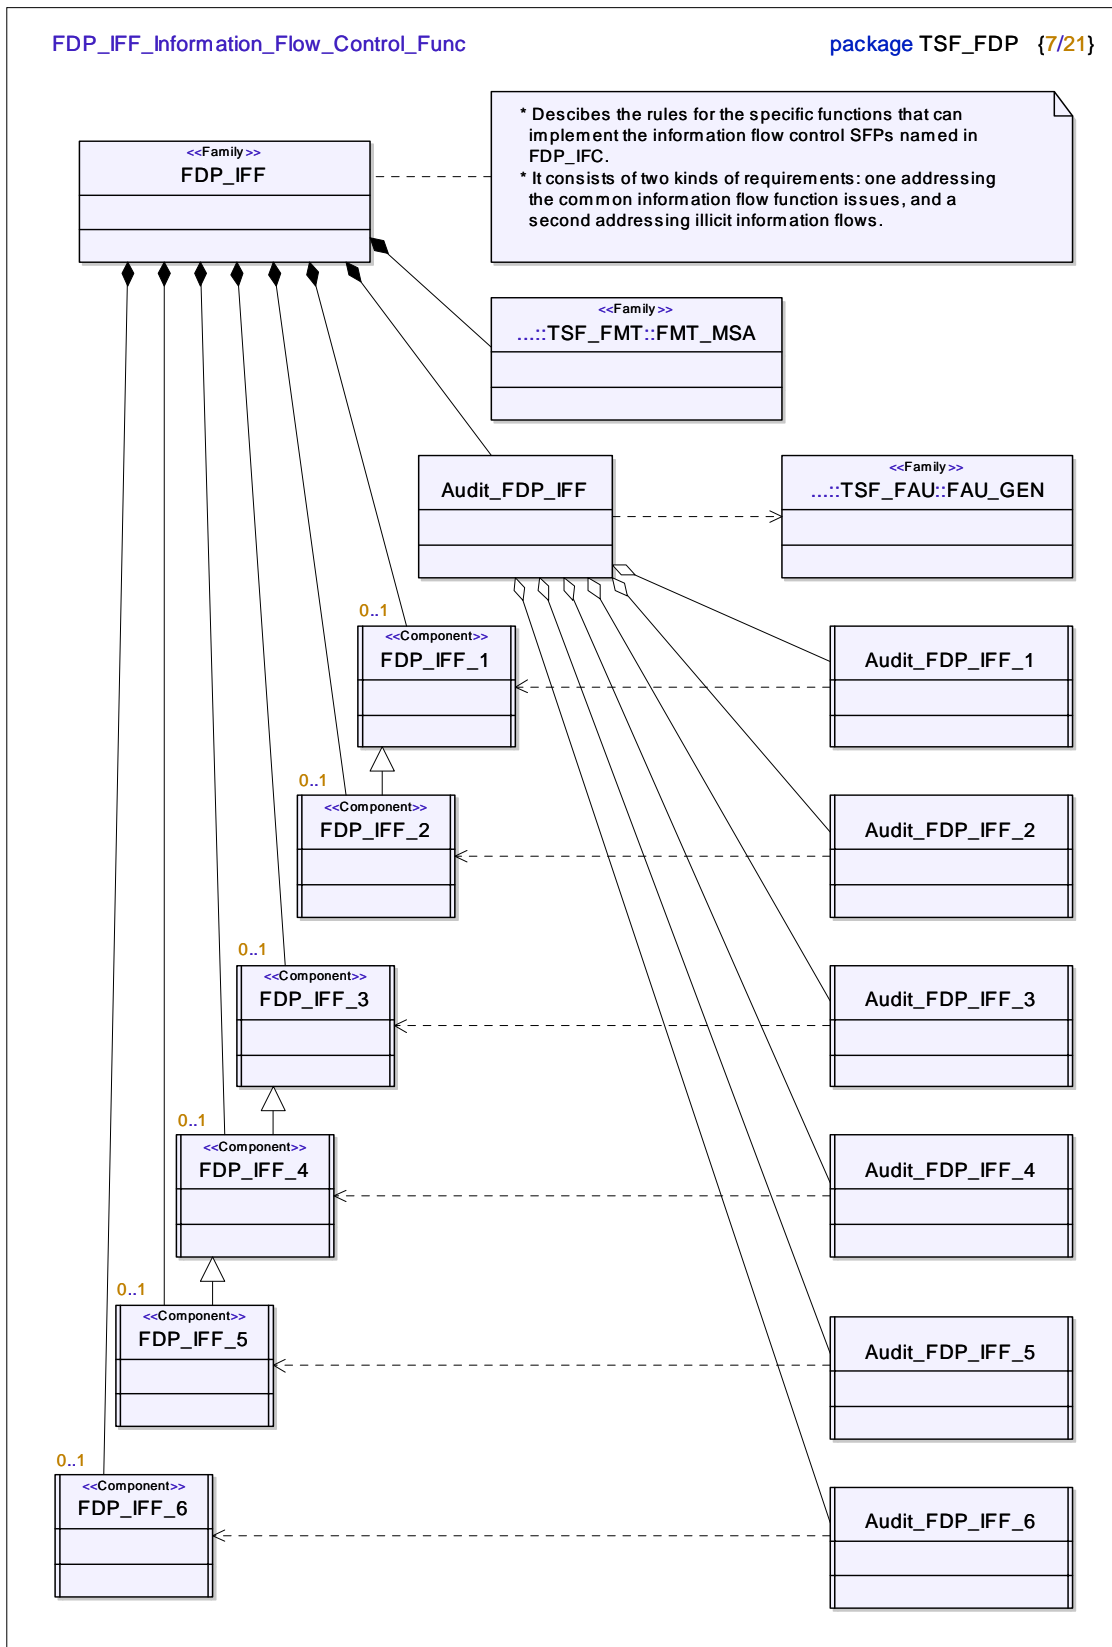 FDP_IFF_Information_Flow_Control_Func
package TSF_FDP {7/21}
* Descibes the rules for the specific functions that can
implement the information flow control SFPs named in
FDP_IFC.
* It consists of two kinds of requirements: one addressing
the common information flow function issues, and a
second addressing illicit information flows.
<<Family>>
FDP_IFF
<<Family>>
...::TSF_FMT::FMT_MSA
Audit_FDP_IFF
<<Family>>
...::TSF_FAU::FAU_GEN
0..1
<<Component>>
FDP_IFF_1
Audit_FDP_IFF_1
0..1
<<Component>>
FDP_IFF_2
Audit_FDP_IFF_2
0..1
<<Component>>
FDP_IFF_3
Audit_FDP_IFF_3
0..1
<<Component>>
FDP_IFF_4
Audit_FDP_IFF_4
0..1
<<Component>>
FDP_IFF_5
Audit_FDP_IFF_5
0..1
<<Component>>
FDP_IFF_6
Audit_FDP_IFF_6